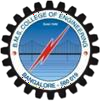 B.M.S. COLLEGE OF ENGINEERING
BANGALORE - 560 019